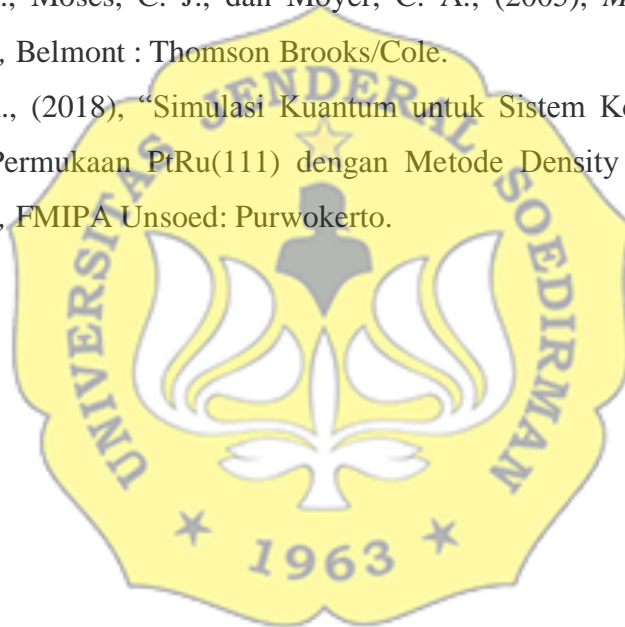 ., Moses, C. J., dan Moyer, C. A., (2005), M
, Belmont : Thomson Brooks/Cole.
., (2018), “Simulasi Kuantum untuk Sistem Ko
Permukaan PtRu(111) dengan Metode Density
, FMIPA Unsoed: Purwokerto.
UNIVERSITAS JENDERAL SOEDIRMAN
★ 1963 ★